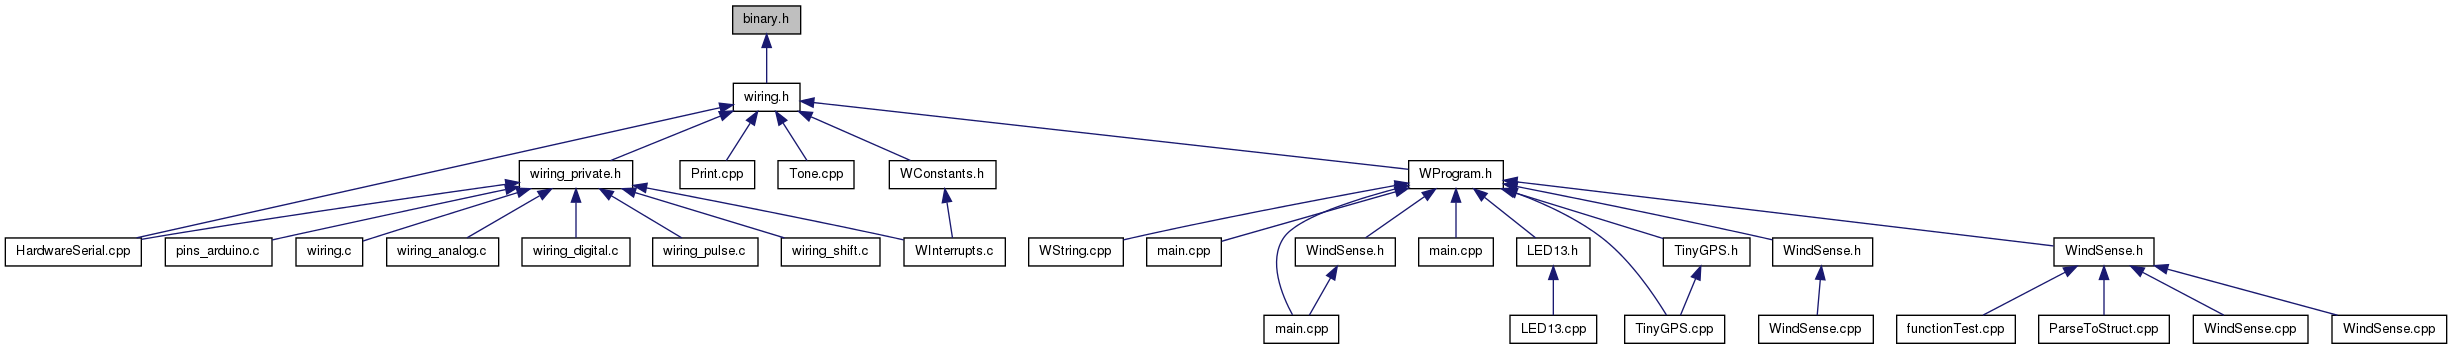 binary.h
wiring.h
wiring_private.h
Print.cpp
Tone.cpp
WConstants.h
WProgram.h
HardwareSerial.cpp
pins_arduino.c
wiring.c
wiring_analog.c
wiring_digital.c
wiring_pulse.c
wiring_shift.c
WInterrupts.c
WString.cpp
main.cpp
WindSense.h
main.cpp
LED13.h
TinyGPS.h
WindSense.h
WindSense.h
main.cpp
LED13.cpp
TinyGPS.cpp
WindSense.cpp
functionTest.cpp
ParseToStruct.cpp
WindSense.cpp
WindSense.cpp